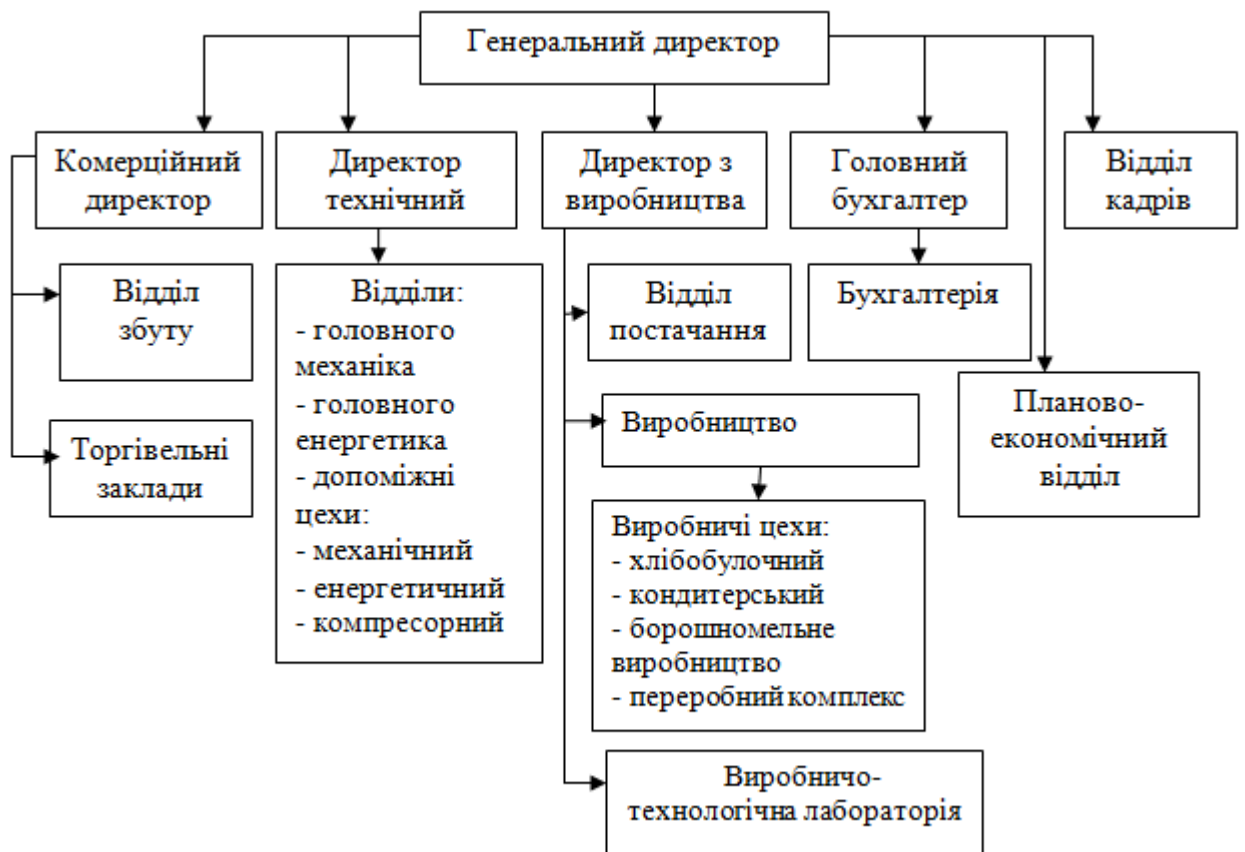 Генеральний директор
Комерційний
директор
Директор
технічний
Директор з
виробництва
Головний
бухгалтер
Відділ
кадрів
Відділ
збуту
Торгівельні
заклади
Відділи:
- головного
механіка
- головного
енергетика
- допоміжні
цехи:
- механічний
- енергетичний
- компресорний
Відділ
постачання
Виробництво
Виробничі цехи:
- хлібобулочний
- кондитерський
- борошномельне
виробництво
- переробний комплекс
Виробничо-
технологічна лабораторія
Бухгалтерія
Планово-
економічний
відділ